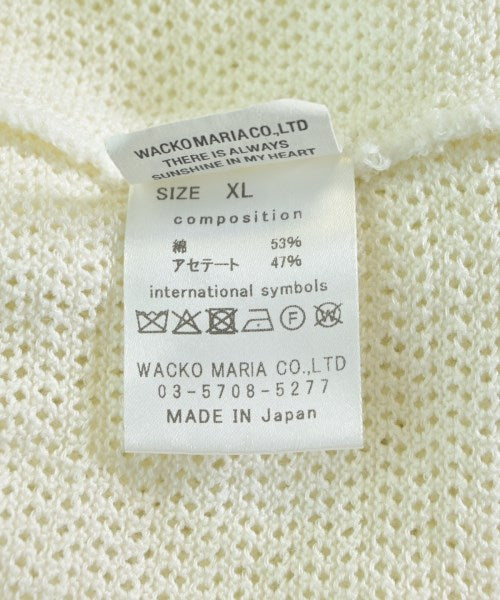 WACKO MARIA CO.,LTD
THERE IS ALWAYS
SUNSHINE IN MY HEART
SIZE XL
composition
綿 53%
アセテート 47%
international symbols
F W
WACKO MARIA CO.,LTD
03-5708-5277
MADE IN Japan